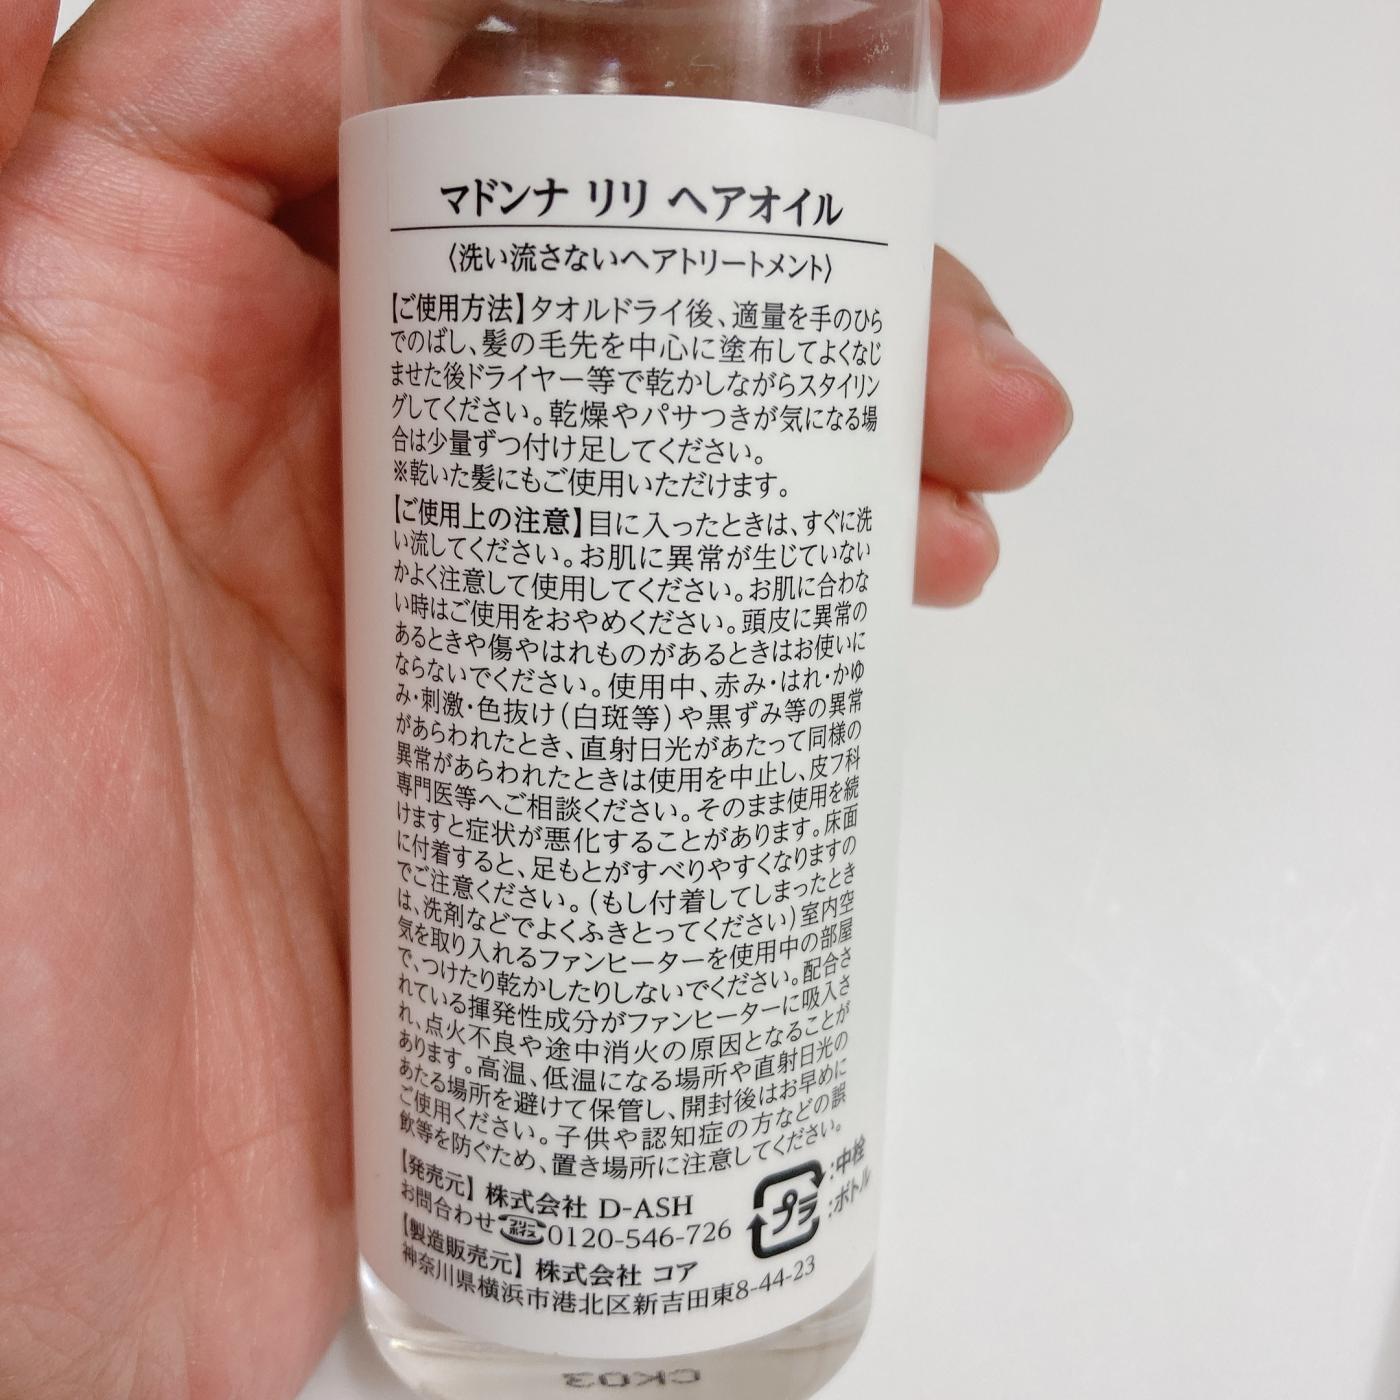 マドンナ リリ ヘアオイル
〈洗い流さないヘアトリートメント〉
【ご使用方法】タオルドライ後、適量を手のひら
でのばし、髪の毛先を中心に塗布してよくなじ
ませた後ドライヤー等で乾かしながらスタイリン
グしてください。乾燥やパサつきが気になる場
合は少量ずつ付け足してください。
※乾いた髪にもご使用いただけます。
【ご使用上の注意】目に入ったときは、すぐに洗
い流してください。お肌に異常が生じていない
かよく注意して使用してください。お肌に合わな
い時はご使用をおやめください。頭皮に異常の
あるときや傷やはれものがあるときはお使いに
ならないでください。使用中、赤み・はれ・かゆ
み・刺激・色抜け(白斑等)や黒ずみ等の異常
があらわれたとき、直射日光があたって同様の
異常があらわれたときは使用を中止し、皮フ科
専門医等へご相談ください。そのまま使用を続
けますと症状が悪化することがあります。床面
に付着すると、足もとがすべりやすくなりますの
でご注意ください。(もし付着してしまったとき
は、洗剤などでよくふきとってください)室内空
気を取り入れるファンヒーターを使用中の部屋
で、つけたり乾かしたりしないでください。配合さ
れている揮発性成分がファンヒーターに吸入さ
れ、点火不良や途中消火の原因となることが
あります。高温、低温になる場所や直射日光の
あたる場所を避けて保管し、開封後はお早めに
ご使用ください。子供や認知症の方などの誤
飲等を防ぐため、置き場所に注意してください。
【発売元】株式会社 D-ASH
お問合わせ フリーボイス 0120-546-726
【製造販売元】株式会社 コア
神奈川県横浜市港北区新吉田東8-44-23
プラ
:中栓
:ボトル
CK03